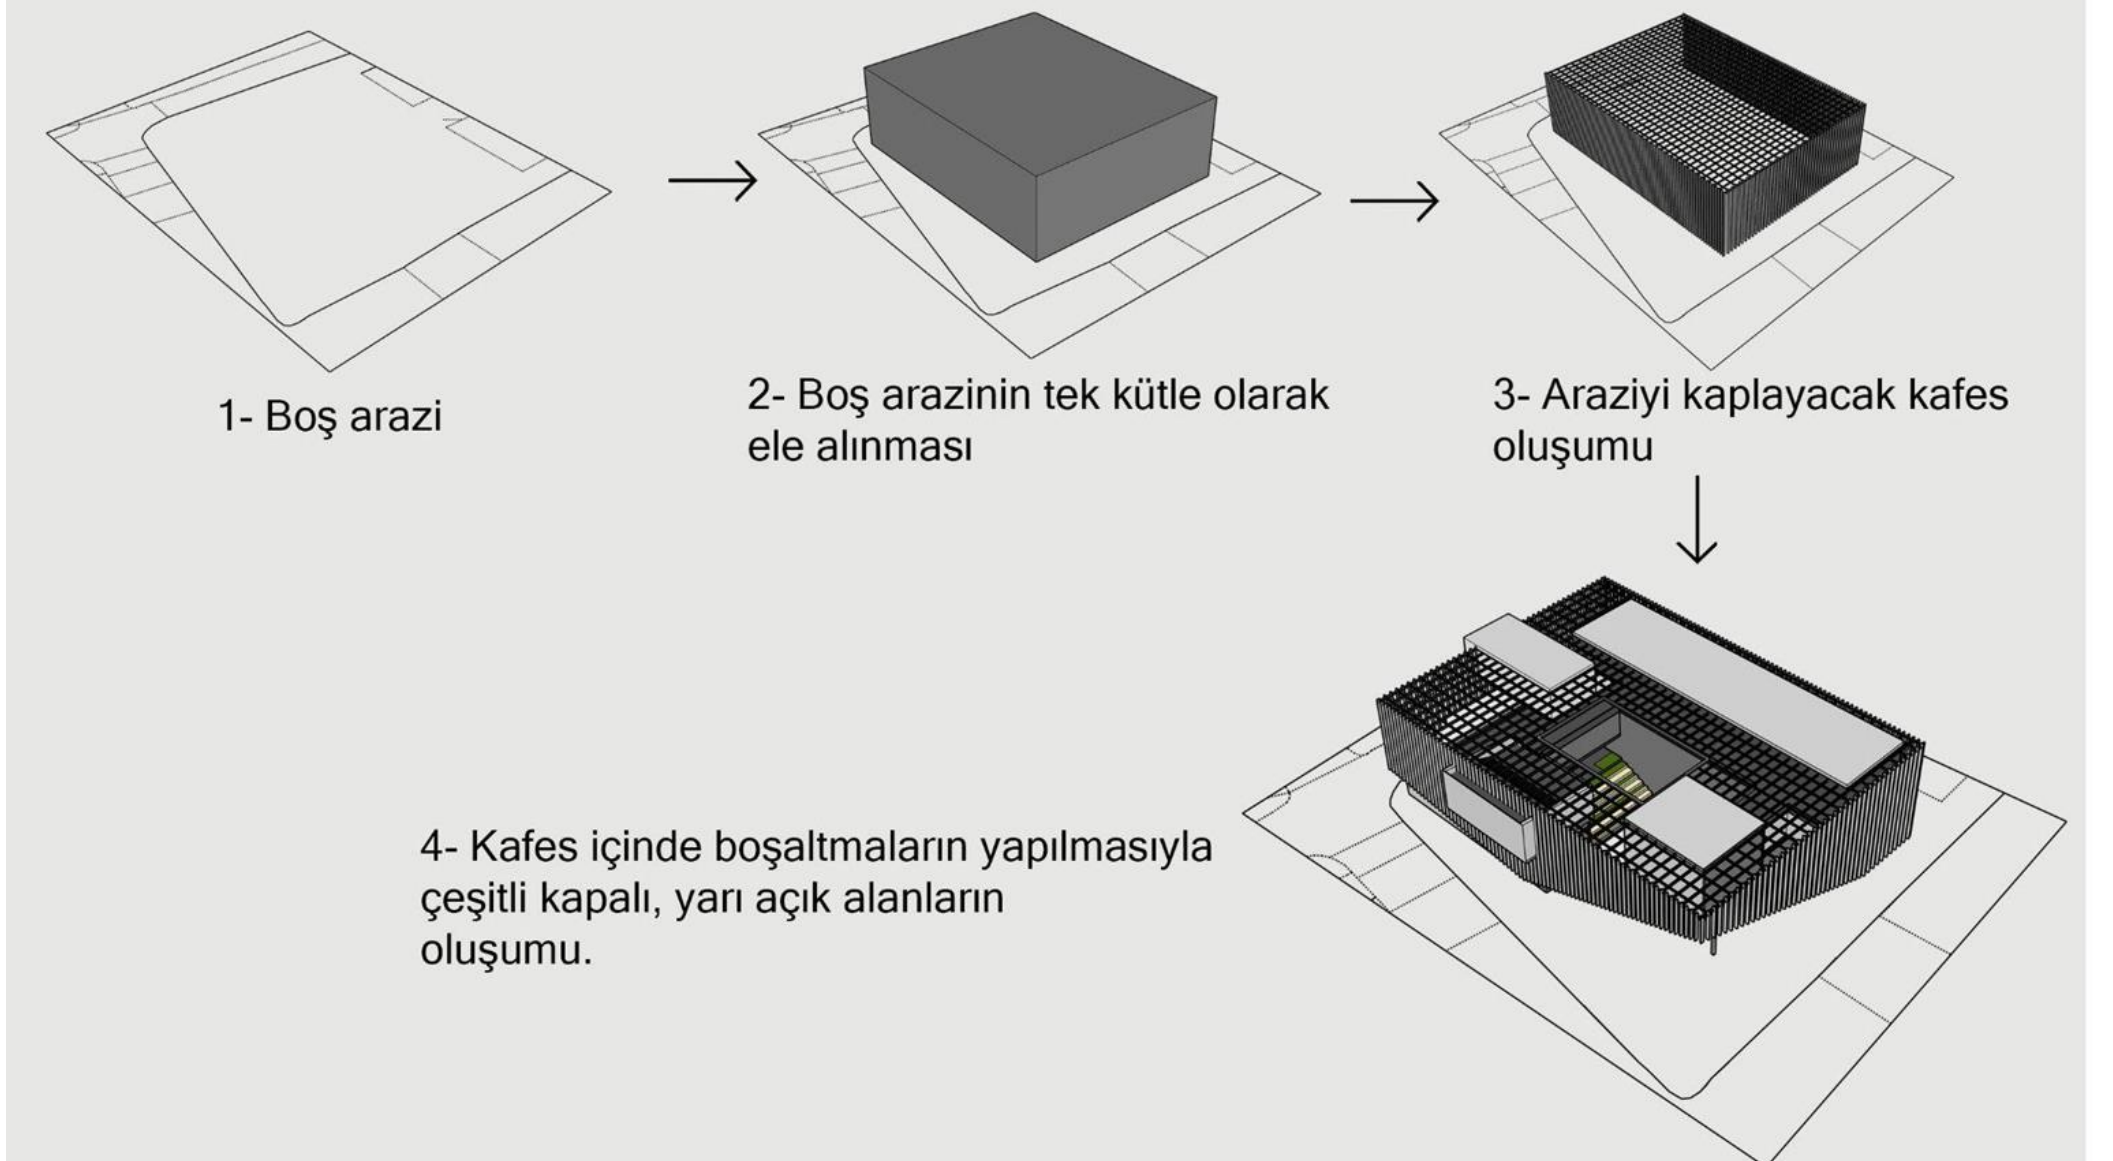 1- Boş arazi
2- Boş arazinin tek kütle olarak
ele alınması
3- Araziyi kaplayacak kafes
oluşumu
4- Kafes içinde boşaltmaların yapılmasıyla
çeşitli kapalı, yarı açık alanların
oluşumu.